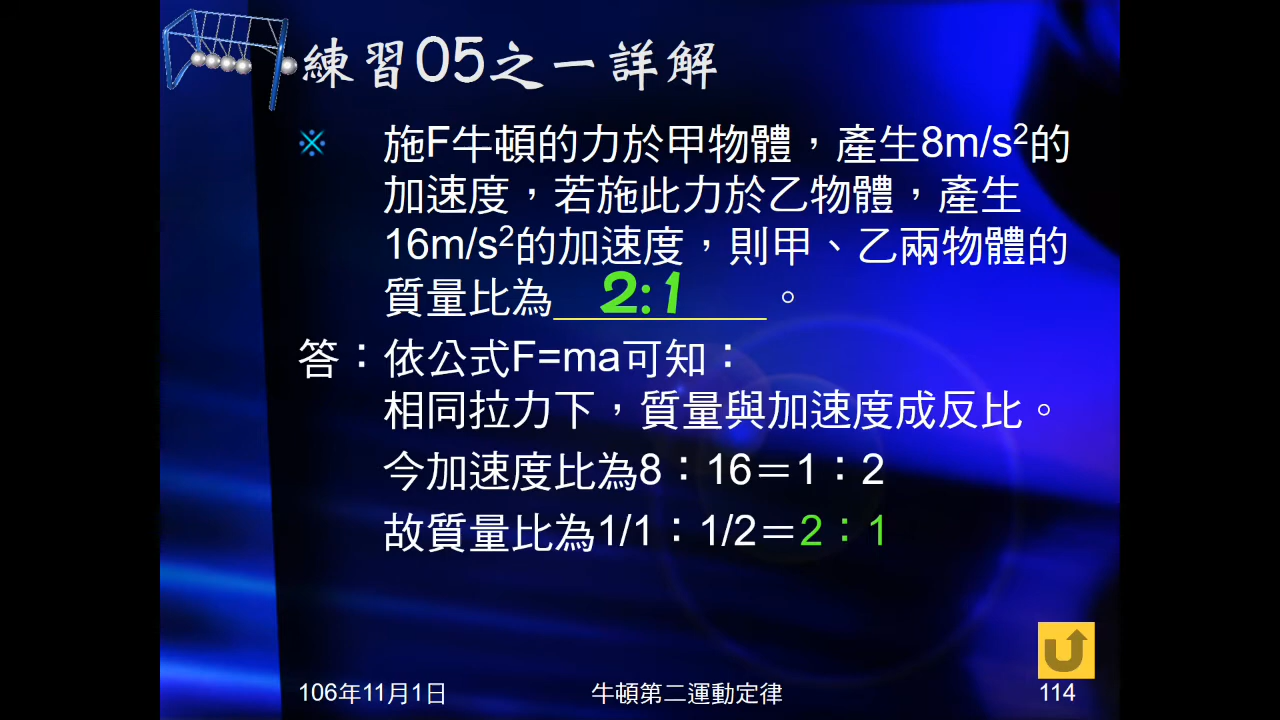 練習05之一詳解
※ 施F牛頓的力於甲物體，產生8m/s²的
加速度，若施此力於乙物體，產生
16m/s²的加速度，則甲、乙兩物體的
質量比為 2:1 。
答：依公式F=ma可知：
相同拉力下，質量與加速度成反比。
今加速度比為8：16＝1：2
故質量比為1/1：1/2＝2：1
106年11月1日 牛頓第二運動定律 114